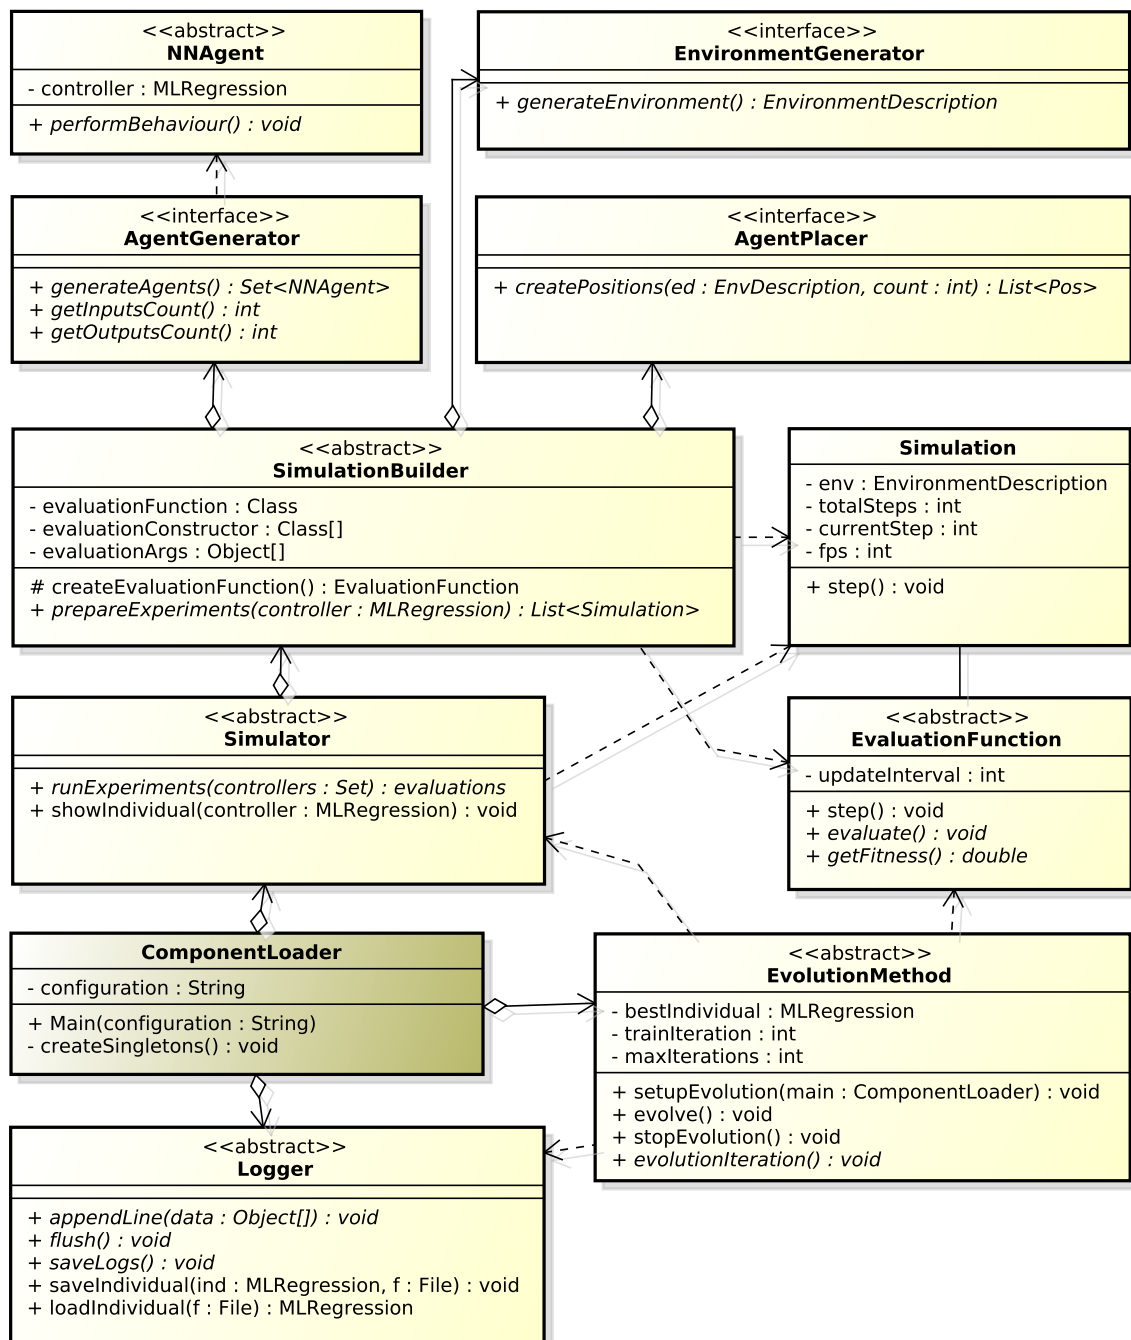 <<abstract>>
NNAgent
- controller : MLRegression
+ performBehaviour() : void
<<interface>>
EnvironmentGenerator
+ generateEnvironment() : EnvironmentDescription
<<interface>>
AgentGenerator
+ generateAgents() : Set<NNAgent>
+ getInputsCount() : int
+ getOutputsCount() : int
<<interface>>
AgentPlacer
+ createPositions(ed : EnvDescription, count : int) : List<Pos>
<<abstract>>
SimulationBuilder
- evaluationFunction : Class
- evaluationConstructor : Class[]
- evaluationArgs : Object[]
# createEvaluationFunction() : EvaluationFunction
+ prepareExperiments(controller : MLRegression) : List<Simulation>
Simulation
- env : EnvironmentDescription
- totalSteps : int
- currentStep : int
- fps : int
+ step() : void
<<abstract>>
Simulator
+ runExperiments(controllers : Set) : evaluations
+ showIndividual(controller : MLRegression) : void
<<abstract>>
EvaluationFunction
- updateInterval : int
+ step() : void
+ evaluate() : void
+ getFitness() : double
ComponentLoader
- configuration : String
+ Main(configuration : String)
- createSingletons() : void
<<abstract>>
EvolutionMethod
- bestIndividual : MLRegression
- trainIteration : int
- maxIterations : int
+ setupEvolution(main : ComponentLoader) : void
+ evolve() : void
+ stopEvolution() : void
+ evolutionIteration() : void
<<abstract>>
Logger
+ appendLine(data : Object[]) : void
+ flush() : void
+ saveLogs() : void
+ saveIndividual(ind : MLRegression, f : File) : void
+ loadIndividual(f : File) : MLRegression